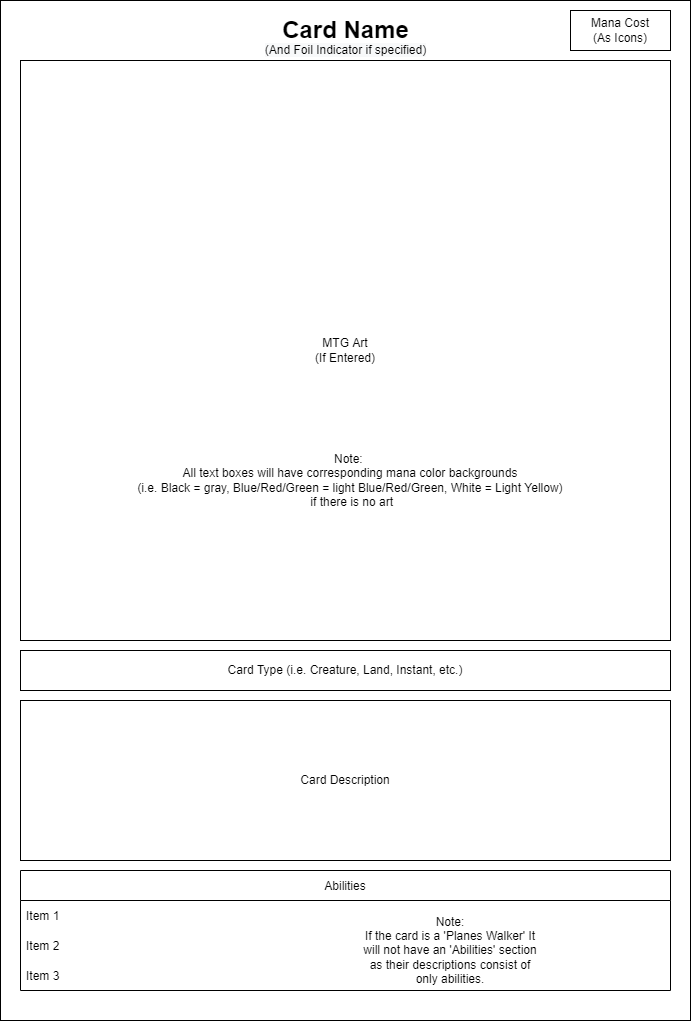 Card Name
(And Foil Indicator if specified)
Mana Cost
(As Icons)
MTG Art
(If Entered)
Note:
All text boxes will have corresponding mana color backgrounds
(i.e. Black = gray, Blue/Red/Green = light Blue/Red/Green, White = Light Yellow)
if there is no art
Card Type (i.e. Creature, Land, Instant, etc.)
Card Description
Abilities
Item 1
Item 2
Item 3
Note:
If the card is a 'Planes Walker' It
will not have an 'Abilities' section
as their descriptions consist of
only abilities.